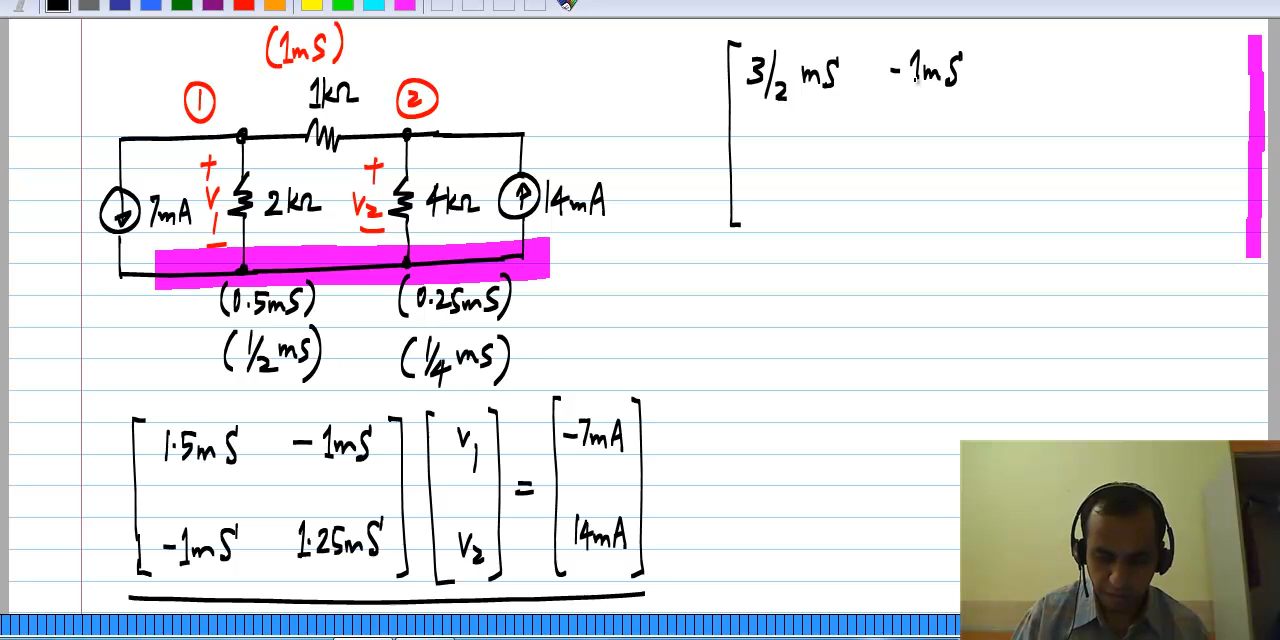 (1mS)
1 1kΩ 2
+ +
7mA V1 2kΩ V2 4kΩ 14mA
− −
(0.5mS) (0.25mS)
(1/2 mS) (1/4 mS)
1.5mS -1mS V1 = -7mA
-1mS 1.25mS V2 14mA
3/2 mS -1mS